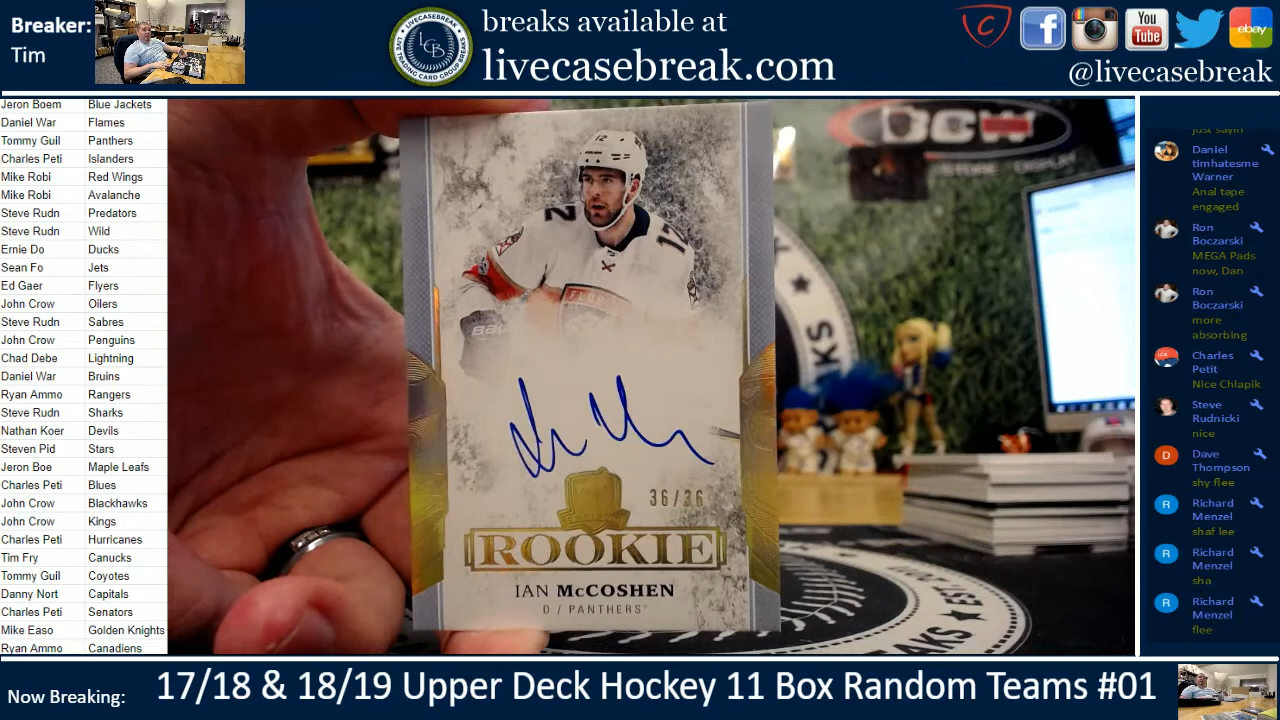 Breaker:
Tim
breaks available at
livecasebreak.com
You
Tube
ebay
@livecasebreak
Jeron Boem Blue Jackets
Daniel War Flames
Tommy Guil Panthers
Charles Peti Islanders
Mike Robi Red Wings
Mike Robi Avalanche
Steve Rudn Predators
Steve Rudn Wild
Ernie Do Ducks
Sean Fo Jets
Ed Gaer Flyers
John Crow Oilers
Steve Rudn Sabres
John Crow Penguins
Chad Debe Lightning
Daniel War Bruins
Ryan Ammo Rangers
Steve Rudn Sharks
Nathan Koer Devils
Steven Pid Stars
Jeron Boe Maple Leafs
Charles Peti Blues
John Crow Blackhawks
John Crow Kings
Charles Peti Hurricanes
Tim Fry Canucks
Tommy Guil Coyotes
Danny Nort Capitals
Charles Peti Senators
Mike Easo Golden Knights
Ryan Ammo Canadiens
12
36/36
ROOKIE
IAN McCOSHEN
D / PANTHERS
BCW
just sayin
Daniel
timhatesme
Warner
Anal tape
engaged
Ron
Boczarski
MEGA Pads
now, Dan
Ron
Boczarski
more
absorbing
Charles
Petit
Nice Chlapik
Steve
Rudnicki
nice
D
Dave
Thompson
shy flee
R
Richard
Menzel
shaf lee
R
Richard
Menzel
sha
R
Richard
Menzel
flee
Now Breaking:
17/18 & 18/19 Upper Deck Hockey 11 Box Random Teams #01